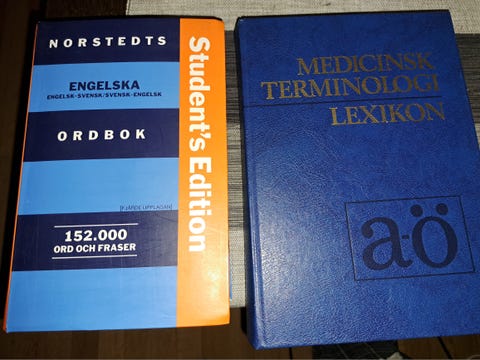 NORSTEDTS
ENGELSKA
ENGELSK-SVENSK/SVENSK-ENGELSK
ORDBOK
[FJÄRDE UPPLAGAN]
152.000
ORD OCH FRASER
Student's Edition
MEDICINSK
TERMINOLOGI
LEXIKON
a-ö